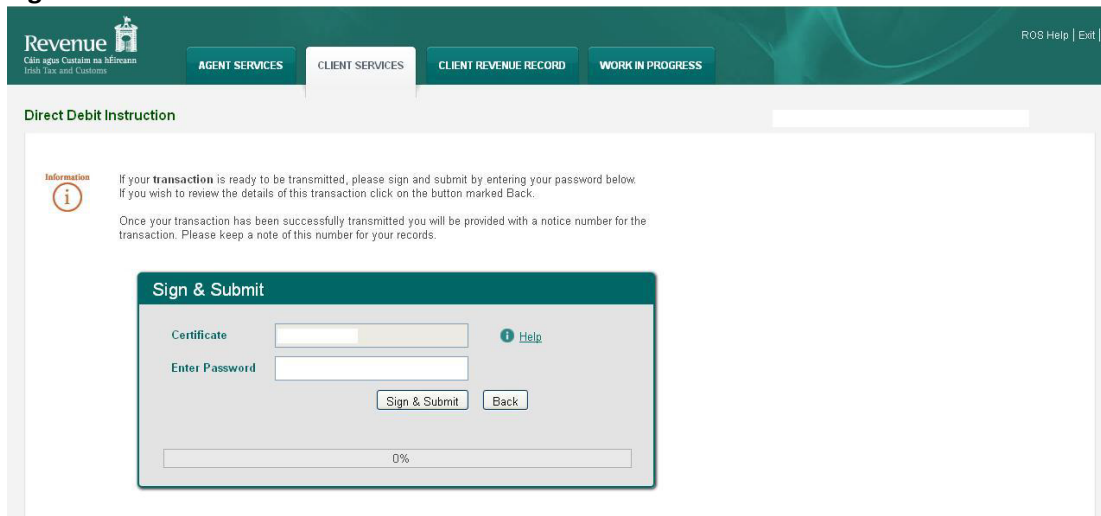 Revenue
Cáin agus Custaim na hÉireann
Irish Tax and Customs
AGENT SERVICES
CLIENT SERVICES
CLIENT REVENUE RECORD
WORK IN PROGRESS
ROS Help | Exit |
Direct Debit Instruction
Information
i
If your transaction is ready to be transmitted, please sign and submit by entering your password below.
If you wish to review the details of this transaction click on the button marked Back.
Once your transaction has been successfully transmitted you will be provided with a notice number for the
transaction. Please keep a note of this number for your records.
Sign & Submit
Certificate
i Help
Enter Password
Sign & Submit
Back
0%